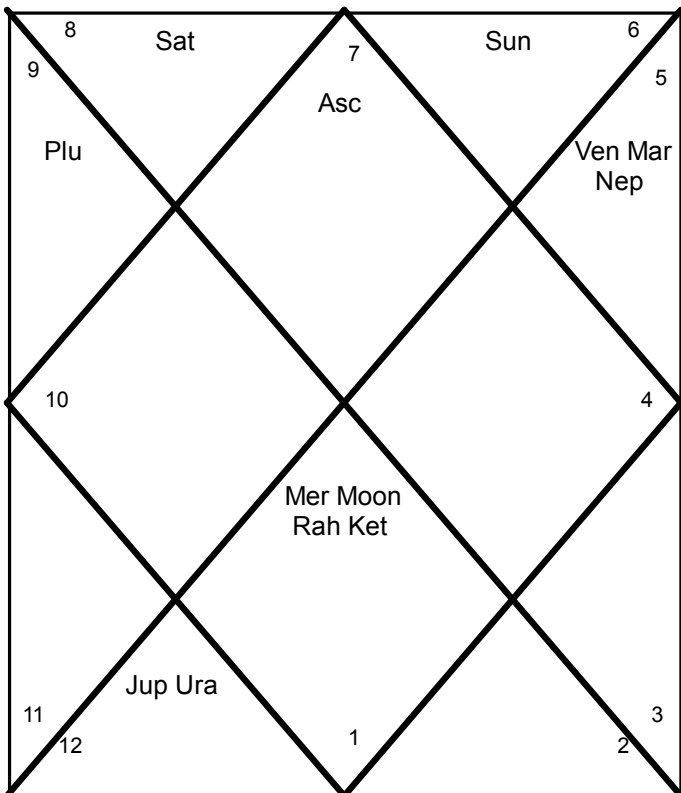 8
Sat
7
Sun
6
9
5
Asc
Plu
Ven Mar
Nep
10
4
Mer Moon
Rah Ket
Jup Ura
11
3
1
12
2